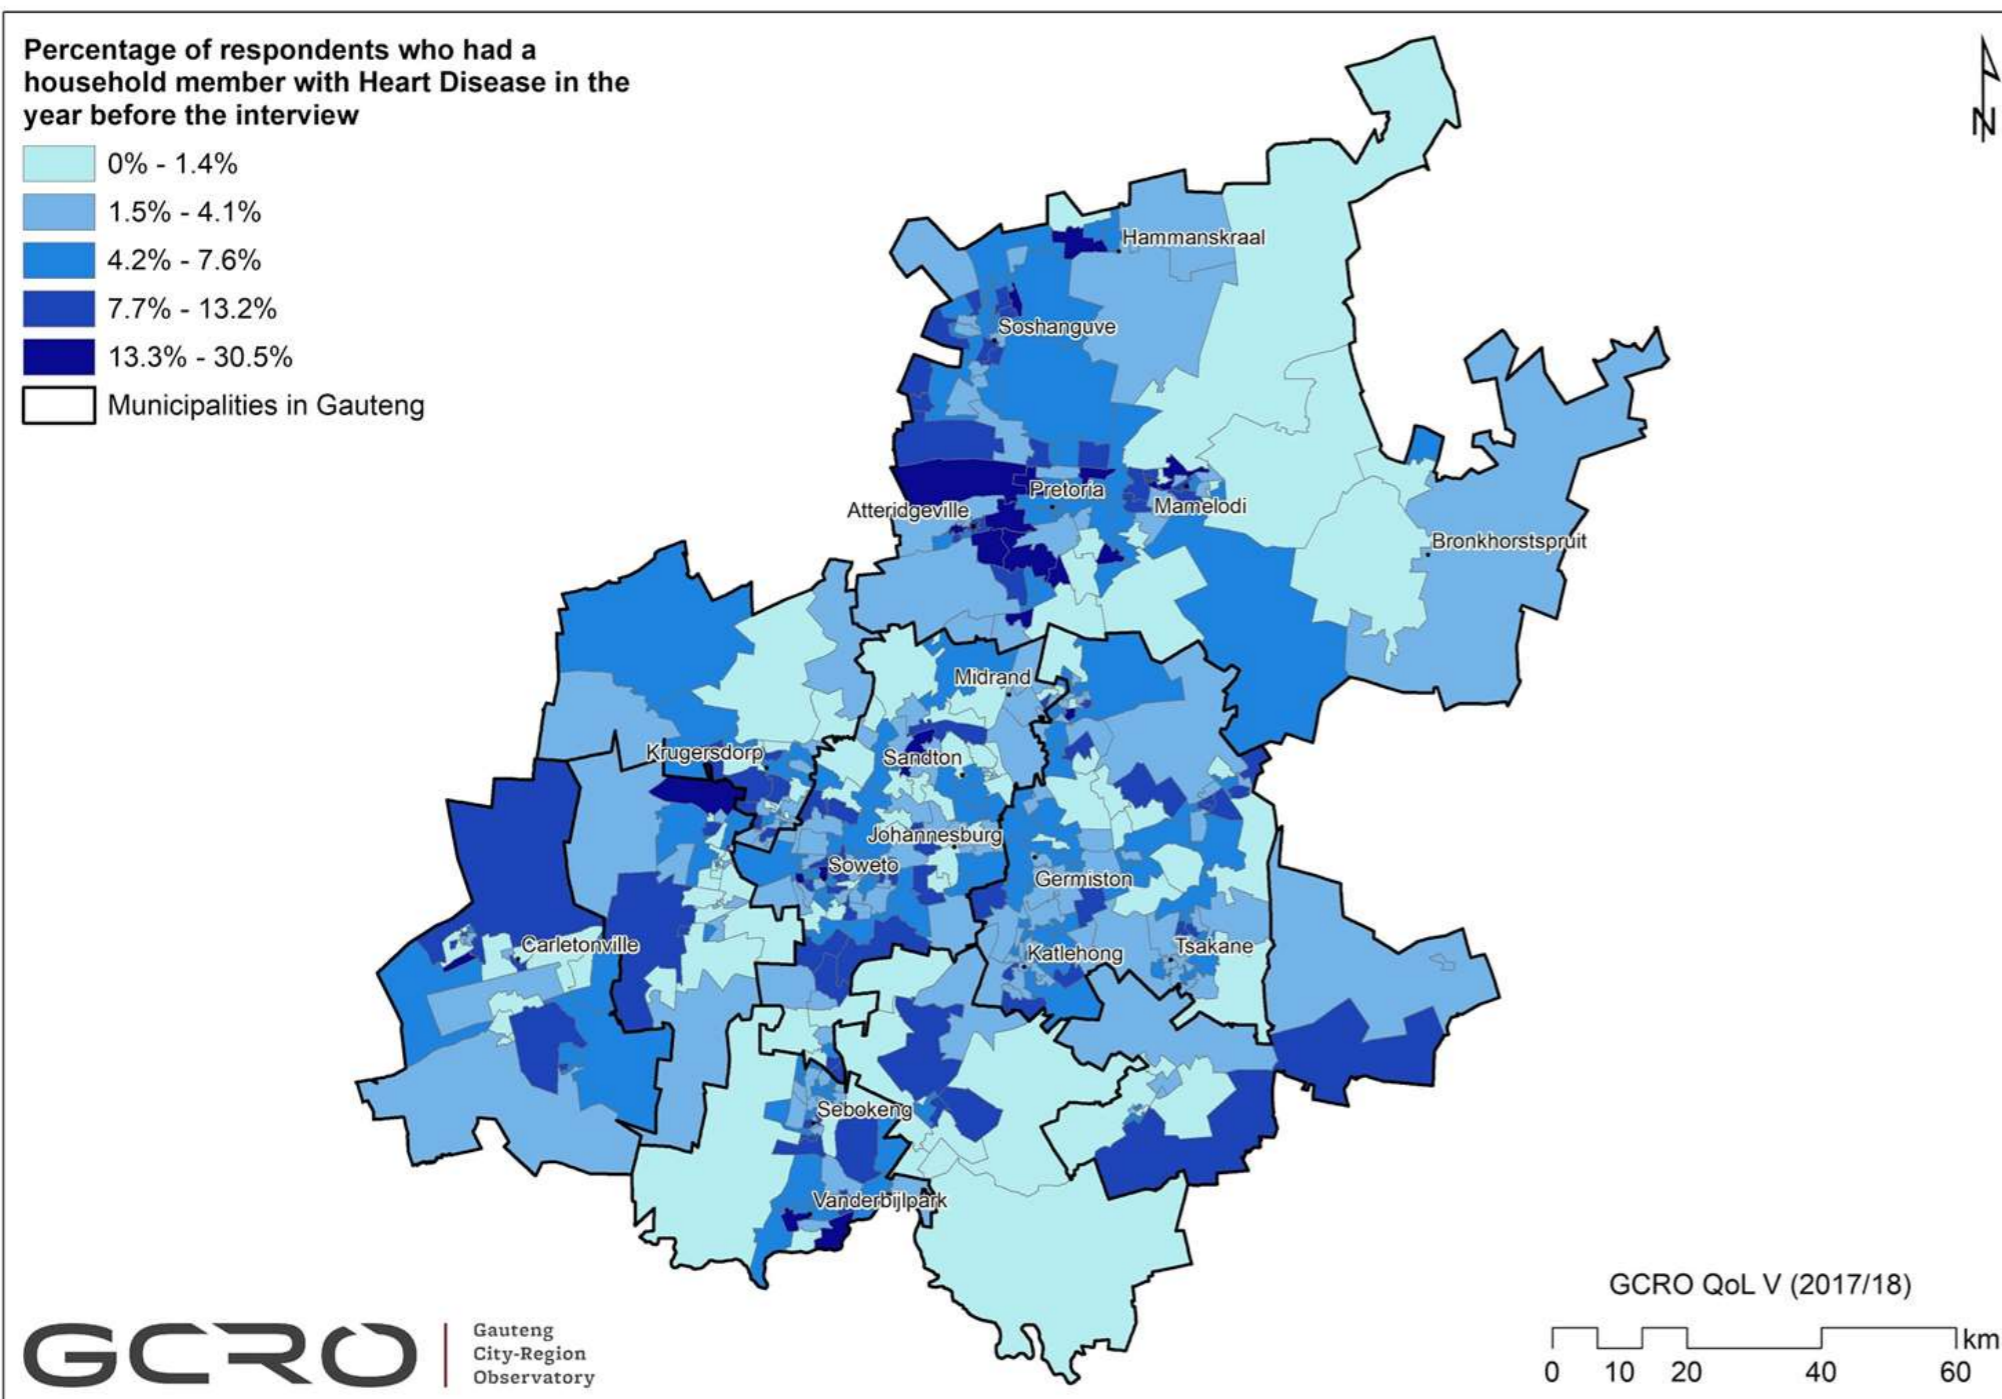 Percentage of respondents who had a
household member with Heart Disease in the
year before the interview
0% - 1.4%
1.5% - 4.1%
4.2% - 7.6%
7.7% - 13.2%
13.3% - 30.5%
Municipalities in Gauteng
N
Hammanskraal
Soshanguve
Pretoria
Atteridgeville
Mamelodi
Bronkhorstspruit
Midrand
Krugersdorp
Sandton
Johannesburg
Soweto
Germiston
Carletonville
Katlehong
Tsakane
Sebokeng
Vanderbijlpark
GCRO
Gauteng
City-Region
Observatory
GCRO QoL V (2017/18)
km
0 10 20 40 60